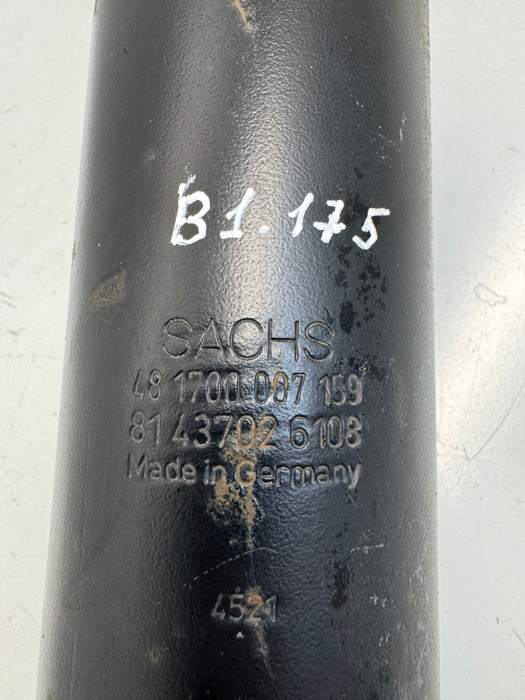 B1.175
SACHS
48 1700 007 159
81 43702 6108
Made in Germany
4521